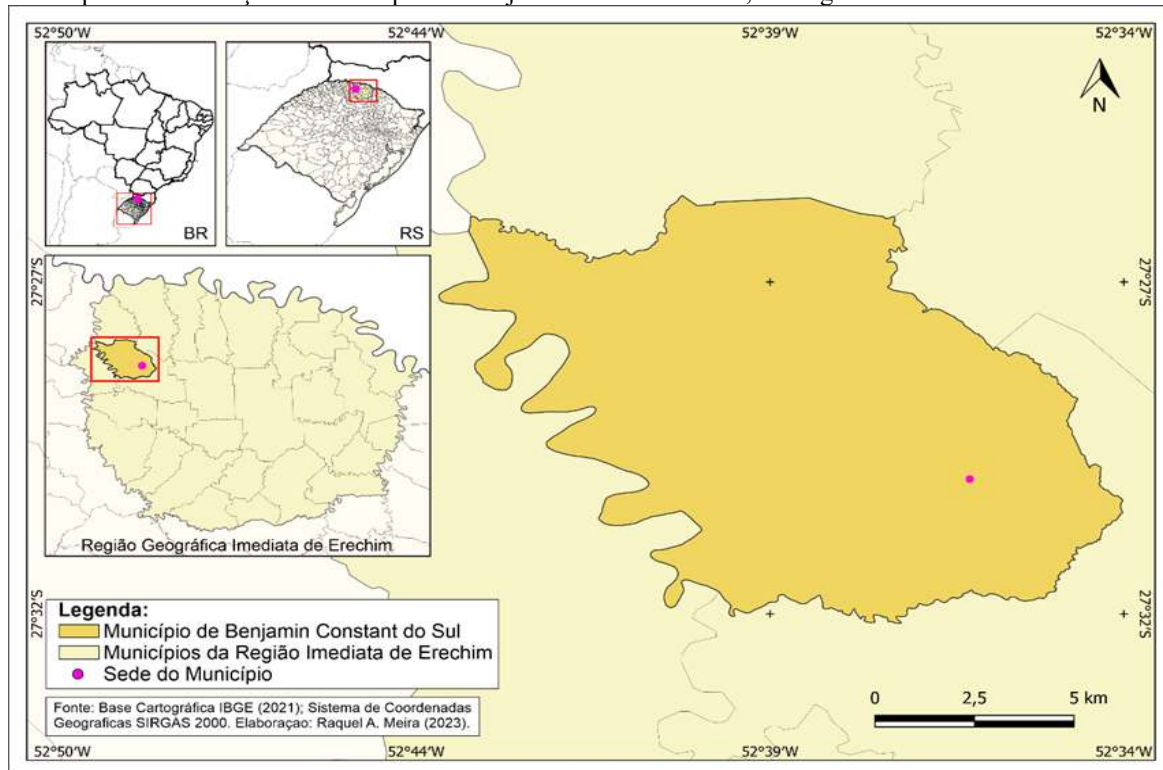 52°50'W
52°44'W
52°39'W
52°34'W
N
BR
RS
27°27'S
27°27'S
Região Geográfica Imediata de Erechim
27°32'S
27°32'S
Legenda:
Município de Benjamin Constant do Sul
Municípios da Região Imediata de Erechim
Sede do Município
Fonte: Base Cartográfica IBGE (2021); Sistema de Coordenadas
Geograficas SIRGAS 2000. Elaboraçao: Raquel A. Meira (2023).
0 2,5 5 km
52°50'W
52°44'W
52°39'W
52°34'W